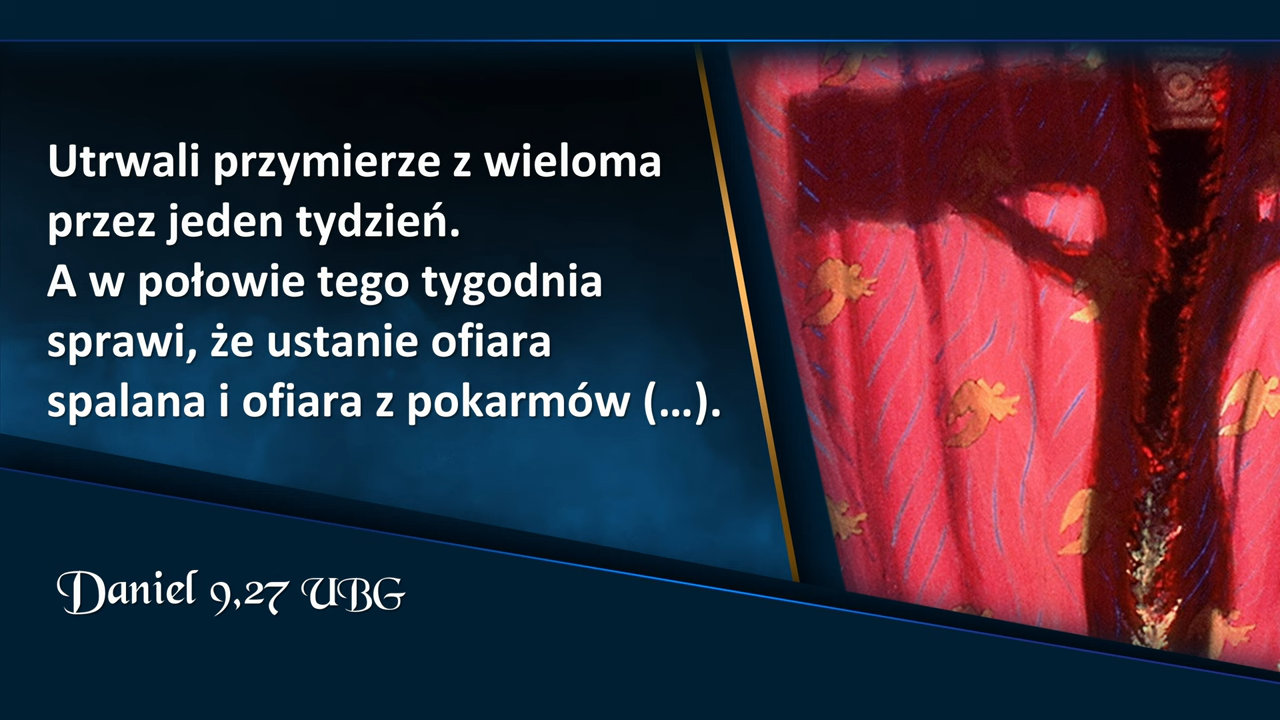 Utrwali przymierze z wieloma
przez jeden tydzień.
A w połowie tego tygodnia
sprawi, że ustanie ofiara
spalana i ofiara z pokarmów (...).
Daniel 9,27 UBG